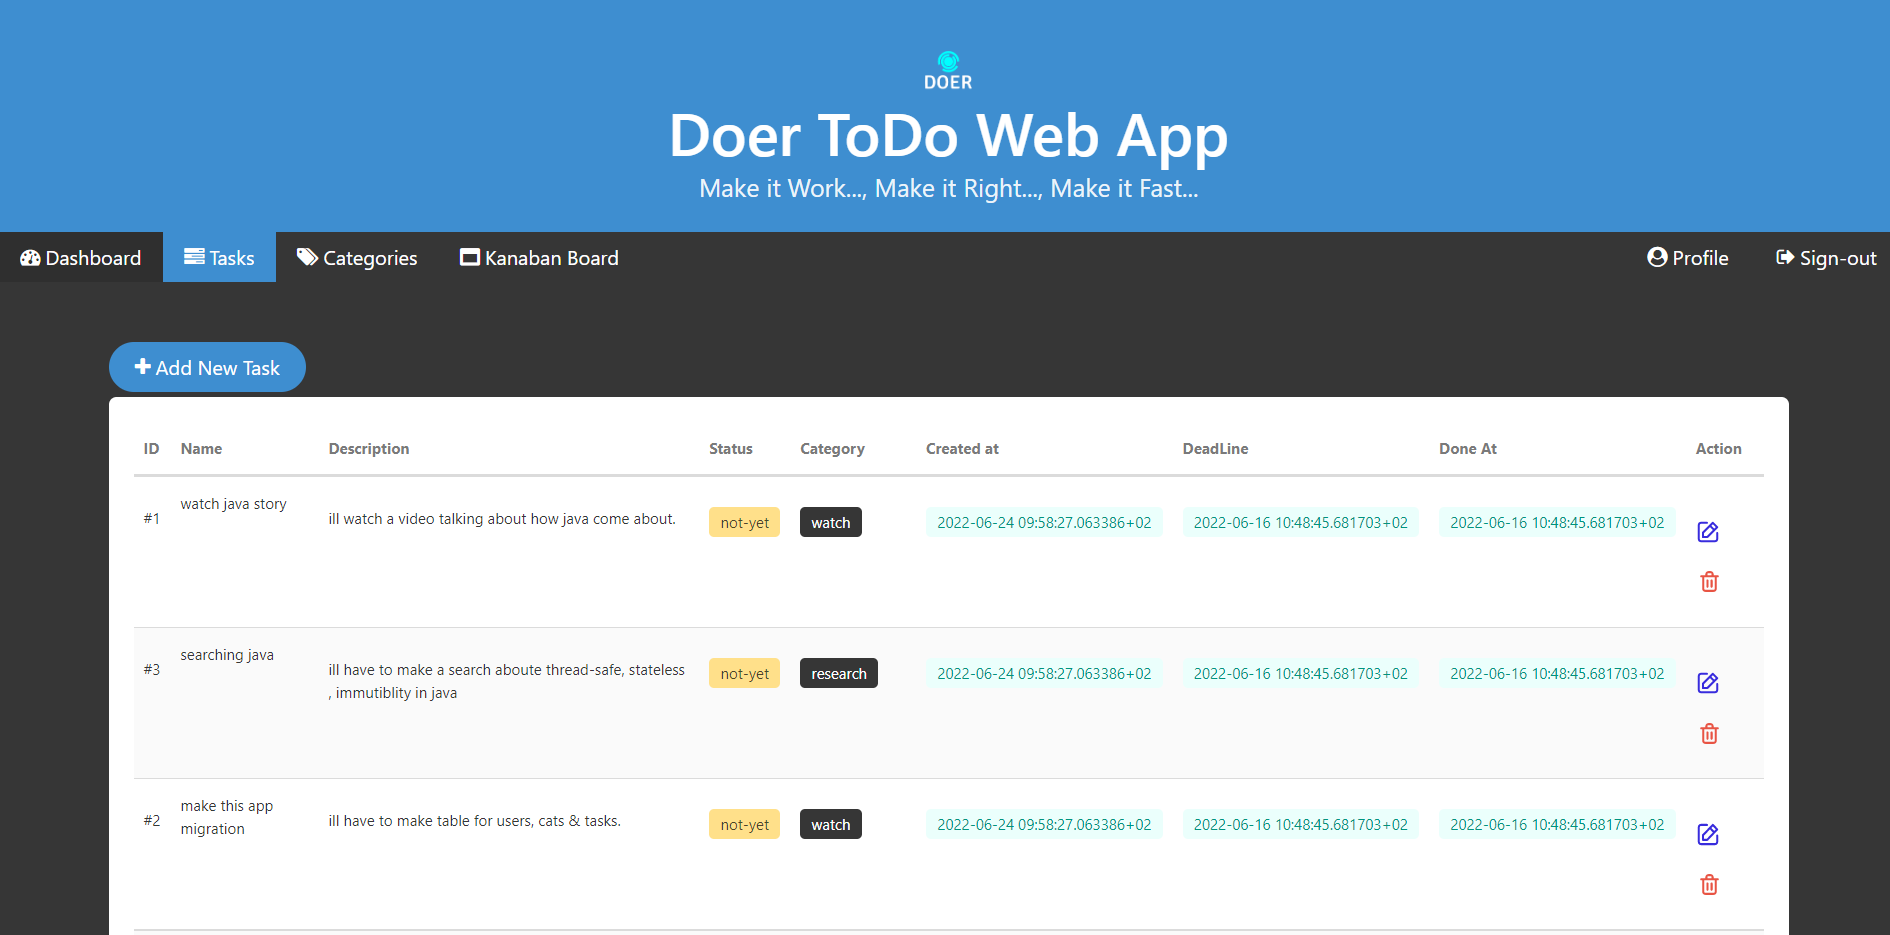 DOER
Doer ToDo Web App
Make it Work..., Make it Right..., Make it Fast...
Dashboard Tasks Categories Kanaban Board Profile Sign-out
Add New Task
ID Name Description Status Category Created at DeadLine Done At Action
#1 watch java story ill watch a video talking about how java come about. not-yet watch 2022-06-24 09:58:27.063386+02 2022-06-16 10:48:45.681703+02 2022-06-16 10:48:45.681703+02
#3 searching java ill have to make a search aboute thread-safe, stateless not-yet research 2022-06-24 09:58:27.063386+02 2022-06-16 10:48:45.681703+02 2022-06-16 10:48:45.681703+02
, immutiblity in java
#2 make this app ill have to make table for users, cats & tasks. not-yet watch 2022-06-24 09:58:27.063386+02 2022-06-16 10:48:45.681703+02 2022-06-16 10:48:45.681703+02
migration